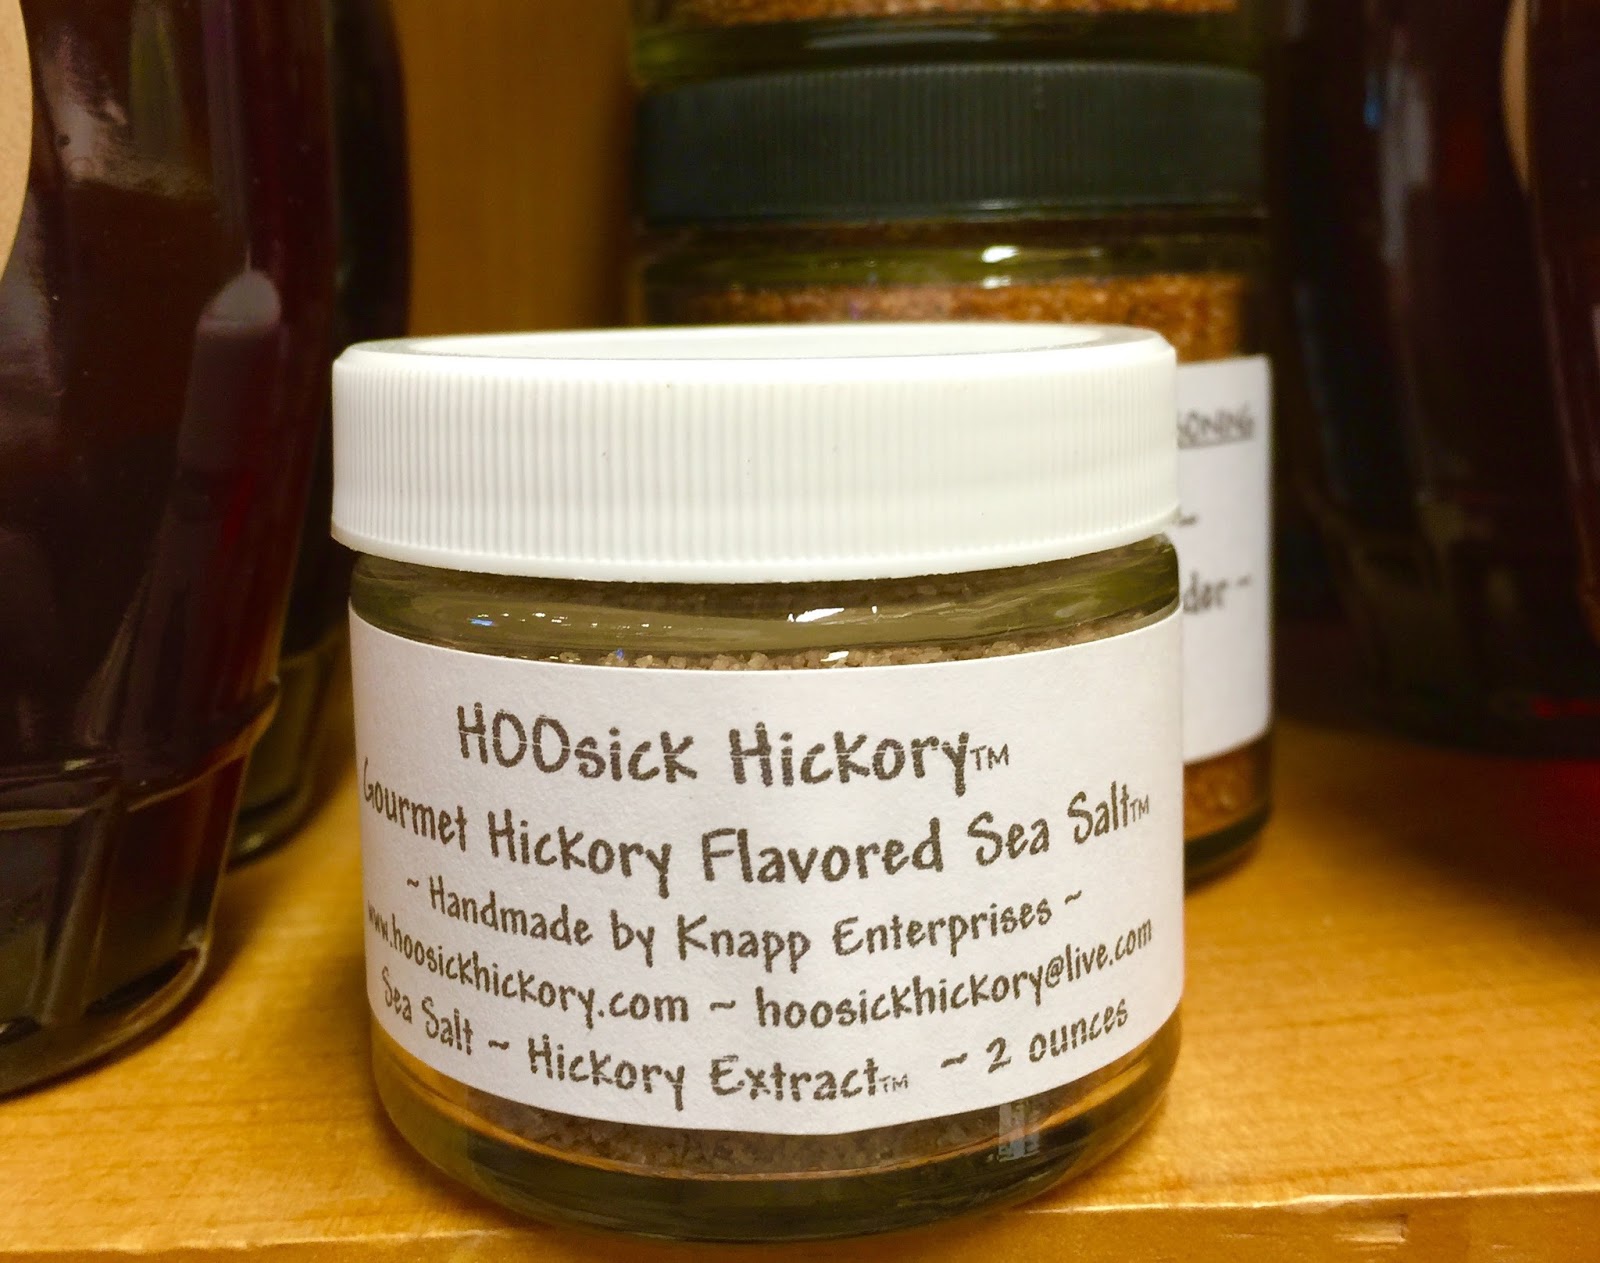 HOOsick Hickory™
Gourmet Hickory Flavored Sea Salt™
~ Handmade by Knapp Enterprises ~
www.hoosickhickory.com ~ hoosickhickory@live.com
Sea Salt ~ Hickory Extract™ ~ 2 ounces